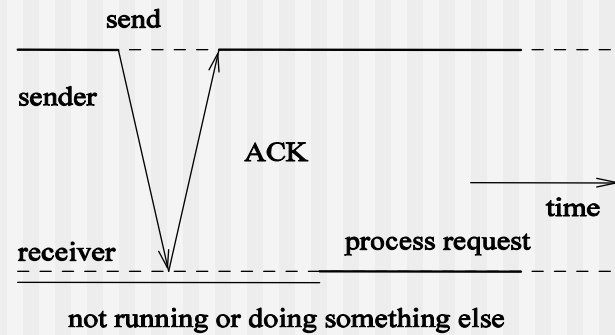 send
sender
ACK
time
receiver
process request
not running or doing something else